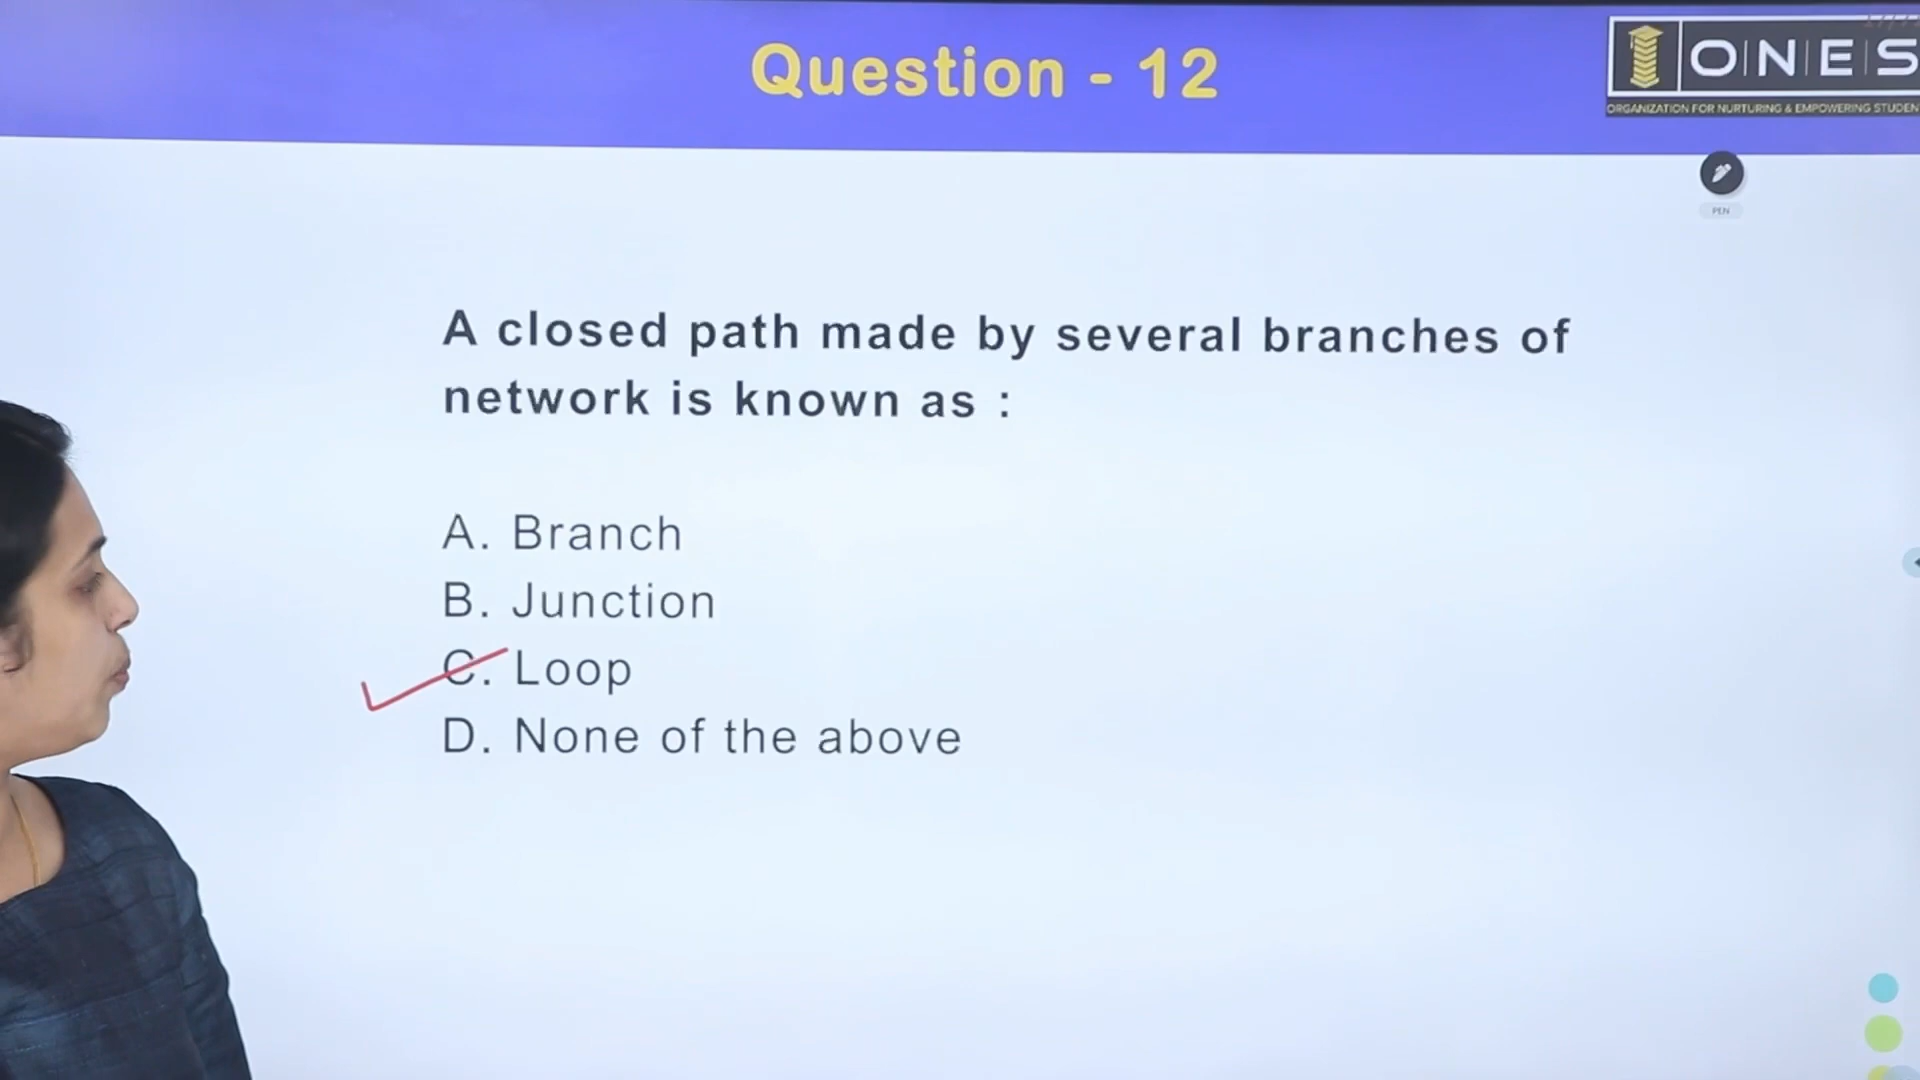 Question - 12
ONES
ORGANIZATION FOR NURTURING & EMPOWERING STUDEN
PEN
A closed path made by several branches of
network is known as :
A. Branch
B. Junction
C. Loop
D. None of the above